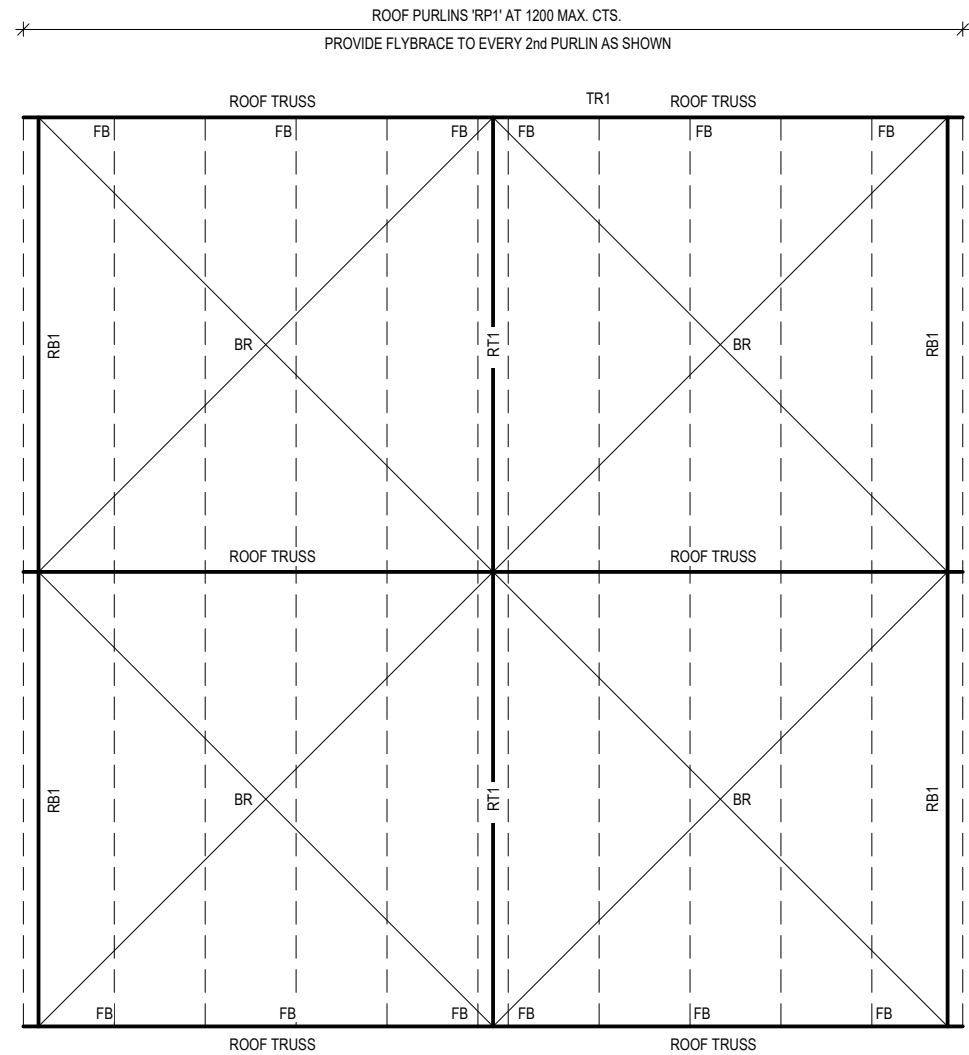 ROOF PURLINS 'RP1' AT 1200 MAX. CTS.
PROVIDE FLYBRACE TO EVERY 2nd PURLIN AS SHOWN
ROOF TRUSS TR1 ROOF TRUSS
FB FB FB FB FB FB
RB1 BR RT1 BR RB1
ROOF TRUSS ROOF TRUSS
RB1 BR RT1 BR RB1
FB FB FB FB FB FB
ROOF TRUSS ROOF TRUSS